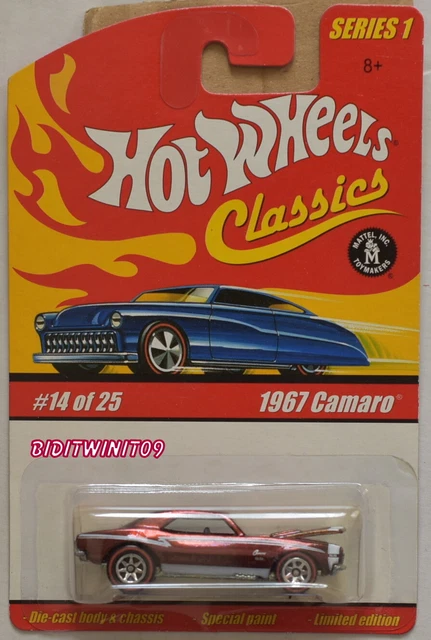 SERIES 1
8+
HOT WHEELS
Classics
MATTEL, INC.
M
TOYMAKERS
#14 of 25
1967 Camaro
BIDITWINIT09
Die-cast body & chassis · Special paint · Limited edition